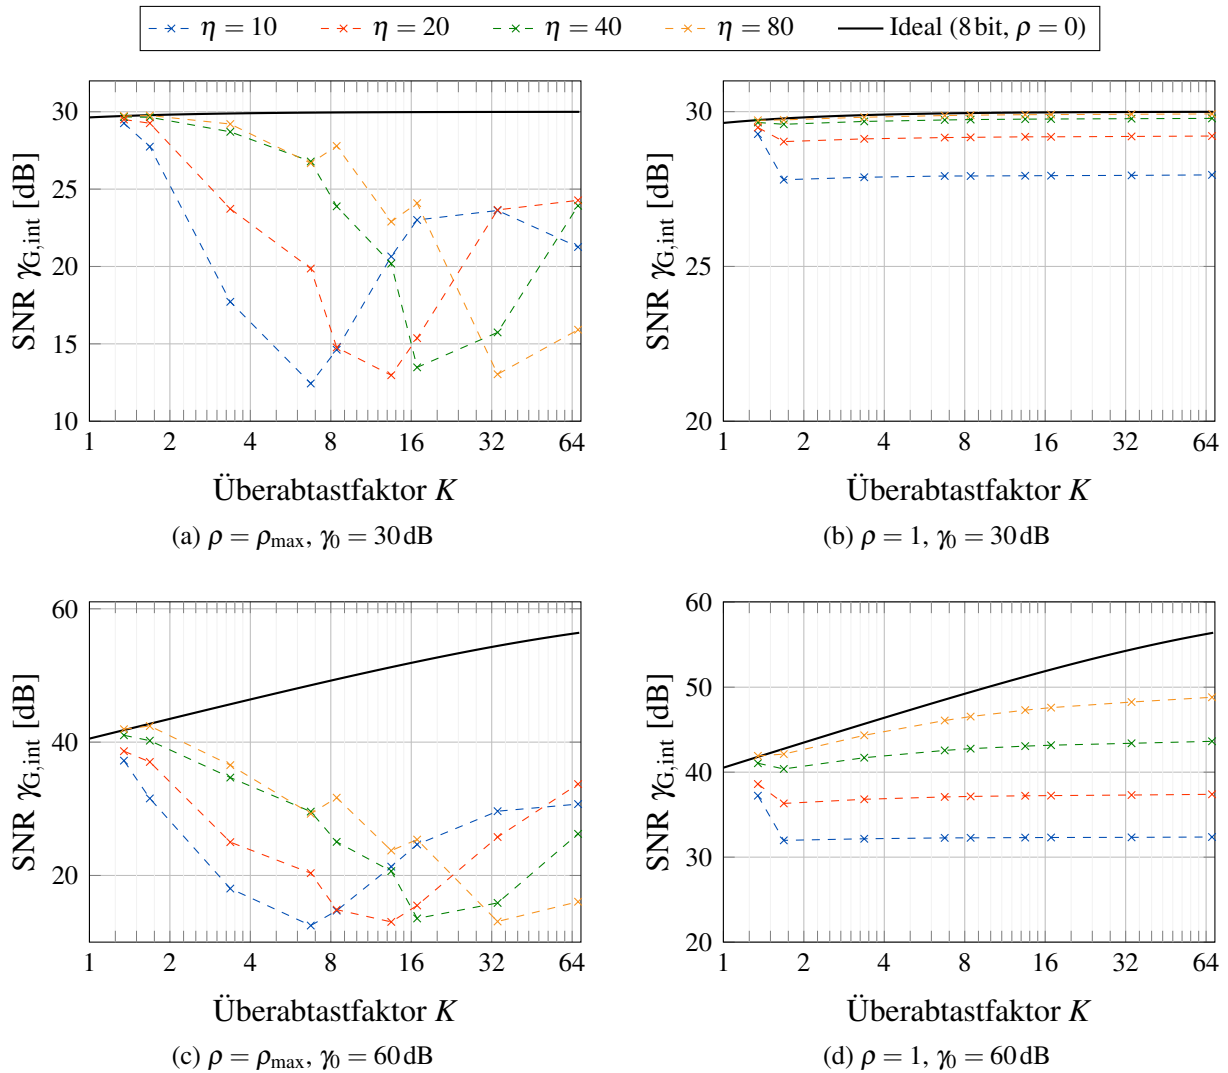 η = 10 η = 20 η = 40 η = 80 Ideal (8 bit, ρ = 0)
30
25
20
15
10
1 2 4 8 16 32 64
SNR γG,int [dB]
Überabtastfaktor K
(a) ρ = ρmax, γ0 = 30 dB
30
25
20
1 2 4 8 16 32 64
SNR γG,int [dB]
Überabtastfaktor K
(b) ρ = 1, γ0 = 30 dB
60
40
20
1 2 4 8 16 32 64
SNR γG,int [dB]
Überabtastfaktor K
(c) ρ = ρmax, γ0 = 60 dB
60
50
40
30
20
1 2 4 8 16 32 64
SNR γG,int [dB]
Überabtastfaktor K
(d) ρ = 1, γ0 = 60 dB